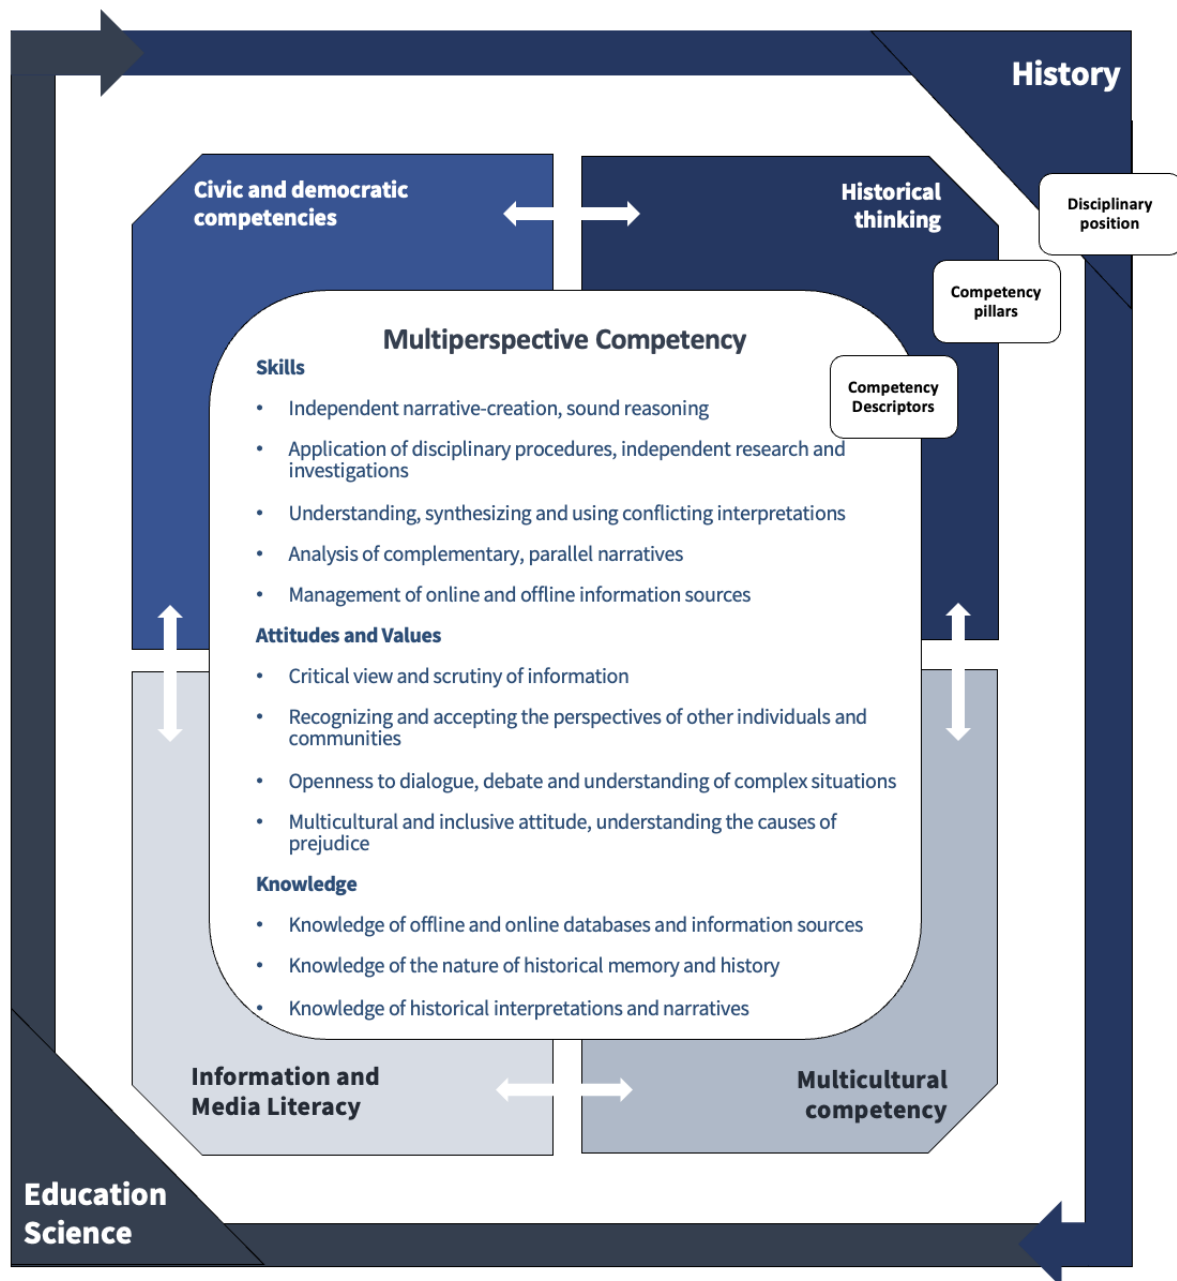 History
Disciplinary
position
Civic and democratic
competencies
Historical
thinking
Competency
pillars
Competency
Descriptors
Multiperspective Competency
Skills
• Independent narrative-creation, sound reasoning
• Application of disciplinary procedures, independent research and
investigations
• Understanding, synthesizing and using conflicting interpretations
• Analysis of complementary, parallel narratives
• Management of online and offline information sources
Attitudes and Values
• Critical view and scrutiny of information
• Recognizing and accepting the perspectives of other individuals and
communities
• Openness to dialogue, debate and understanding of complex situations
• Multicultural and inclusive attitude, understanding the causes of
prejudice
Knowledge
• Knowledge of offline and online databases and information sources
• Knowledge of the nature of historical memory and history
• Knowledge of historical interpretations and narratives
Information and
Media Literacy
Multicultural
competency
Education
Science